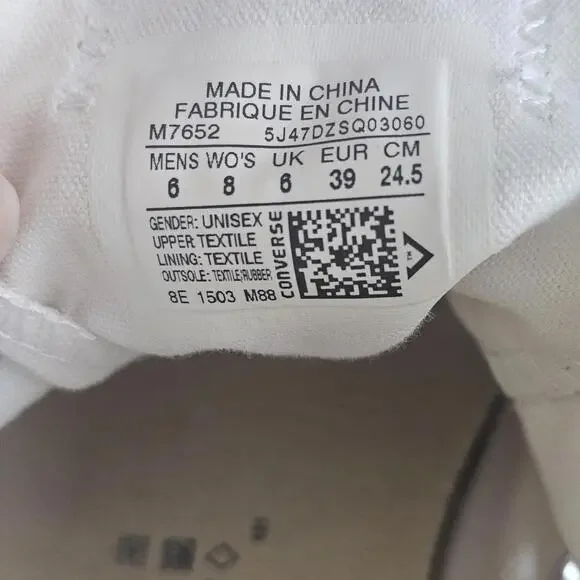 MADE IN CHINA
FABRIQUE EN CHINE
M7652 5J47DZSQ03060
MENS WO'S UK EUR CM
6 8 6 39 24.5
GENDER: UNISEX
UPPER: TEXTILE
LINING: TEXTILE
OUTSOLE: TEXTILE/RUBBER
8E 1503 M88
CONVERSE
TM